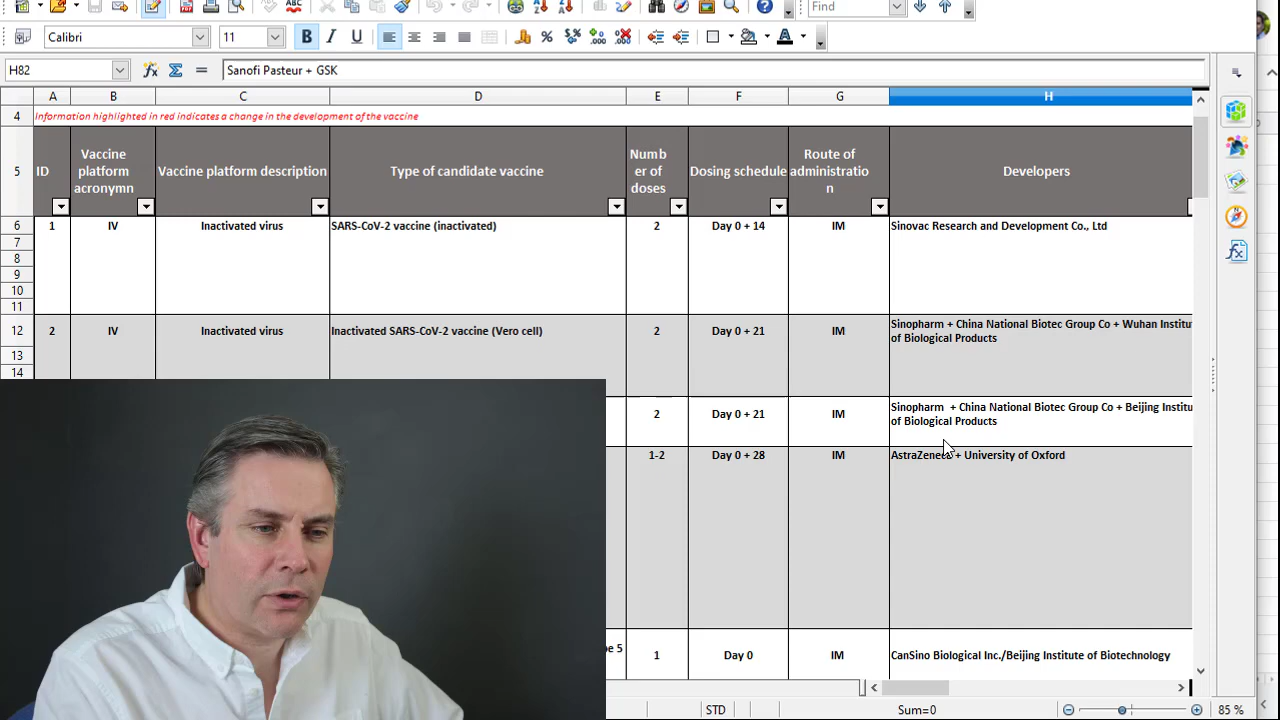 Find
Calibri
11
B I U
A
H82
Sanofi Pasteur + GSK
A B C D E F G H
4 Information highlighted in red indicates a change in the development of the vaccine
5
ID
Vaccine
platform
acronymn
Vaccine platform description
Type of candidate vaccine
Numb
er of
doses
Dosing schedule
Route of
administratio
n
Developers
6 1 IV Inactivated virus SARS-CoV-2 vaccine (inactivated) 2 Day 0 + 14 IM Sinovac Research and Development Co., Ltd
7
8
9
10
11
12 2 IV Inactivated virus Inactivated SARS-CoV-2 vaccine (Vero cell) 2 Day 0 + 21 IM Sinopharm + China National Biotec Group Co + Wuhan Institu
of Biological Products
13
14
2 Day 0 + 21 IM Sinopharm + China National Biotec Group Co + Beijing Institu
of Biological Products
1-2 Day 0 + 28 IM AstraZeneca + University of Oxford
pe 5 1 Day 0 IM CanSino Biological Inc./Beijing Institute of Biotechnology
STD Sum=0 85 %